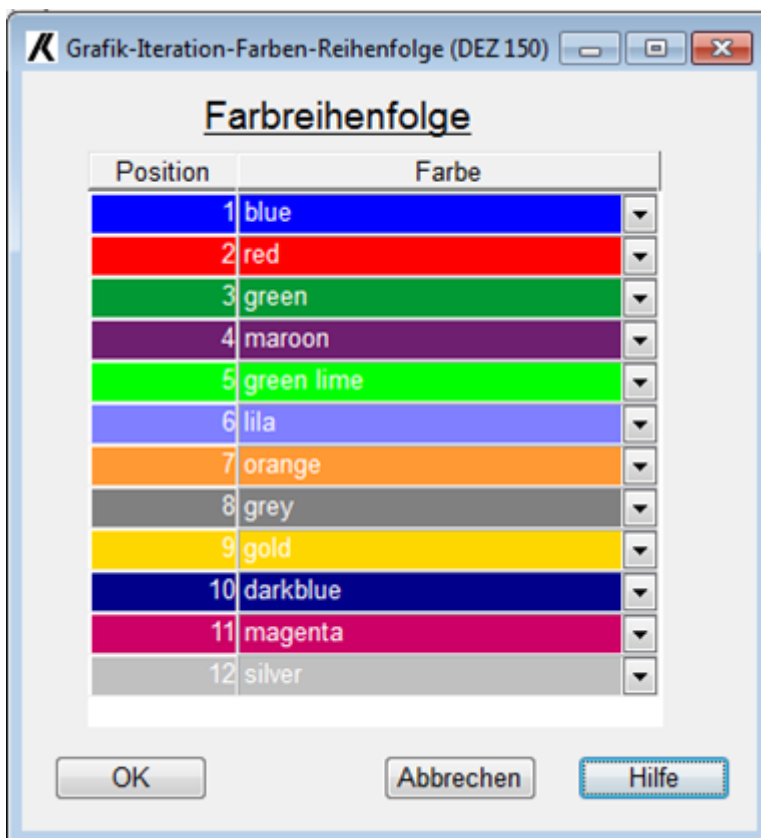 Grafik-Iteration-Farben-Reihenfolge (DEZ 150)
Farbreihenfolge
Position Farbe
1 blue
2 red
3 green
4 maroon
5 green lime
6 lila
7 orange
8 grey
9 gold
10 darkblue
11 magenta
12 silver
OK Abbrechen Hilfe